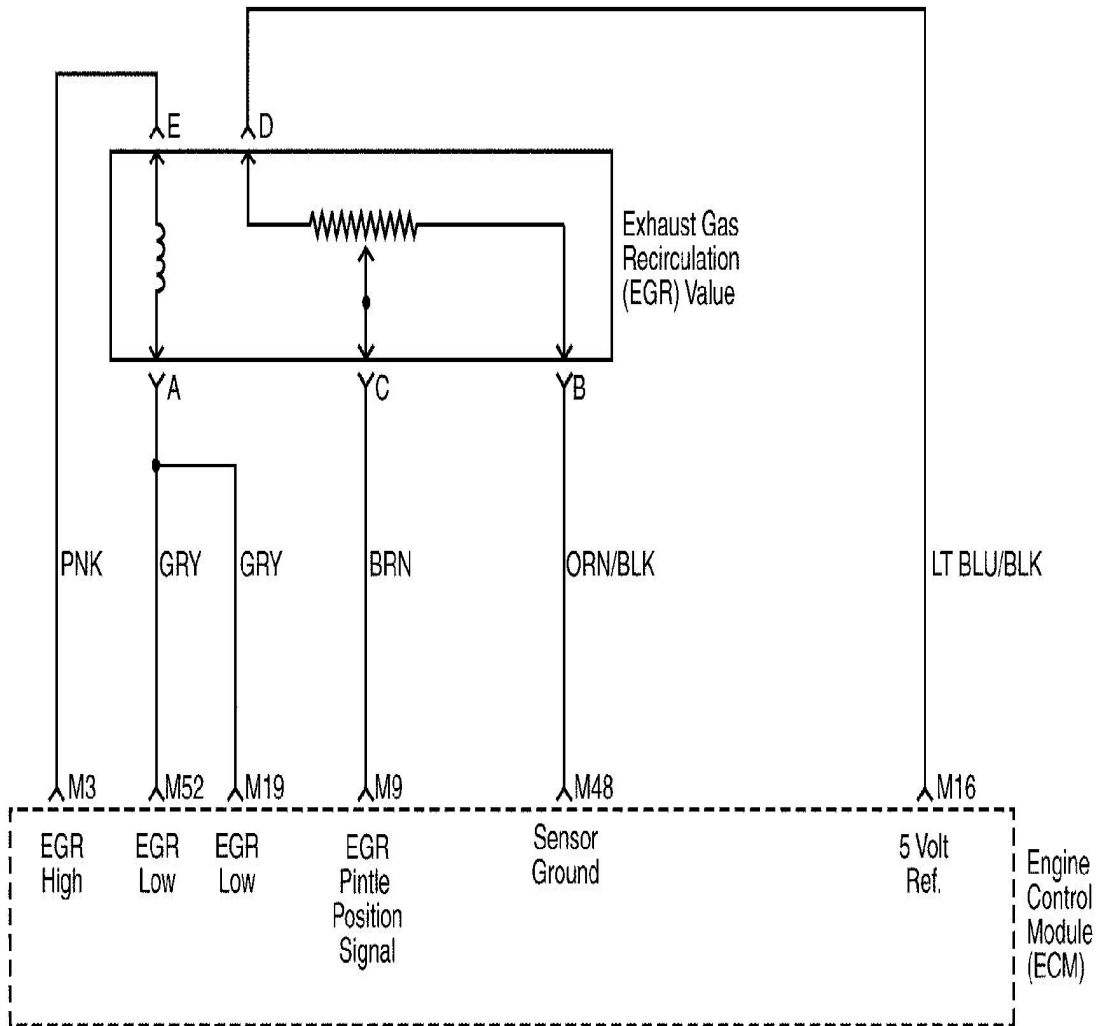 E
D
Exhaust Gas
Recirculation
(EGR) Value
A
C
B
PNK
GRY
GRY
BRN
ORN/BLK
LT BLU/BLK
M3
M52
M19
M9
M48
M16
EGR
High
EGR
Low
EGR
Low
EGR
Pintle
Position
Signal
Sensor
Ground
5 Volt
Ref.
Engine
Control
Module
(ECM)